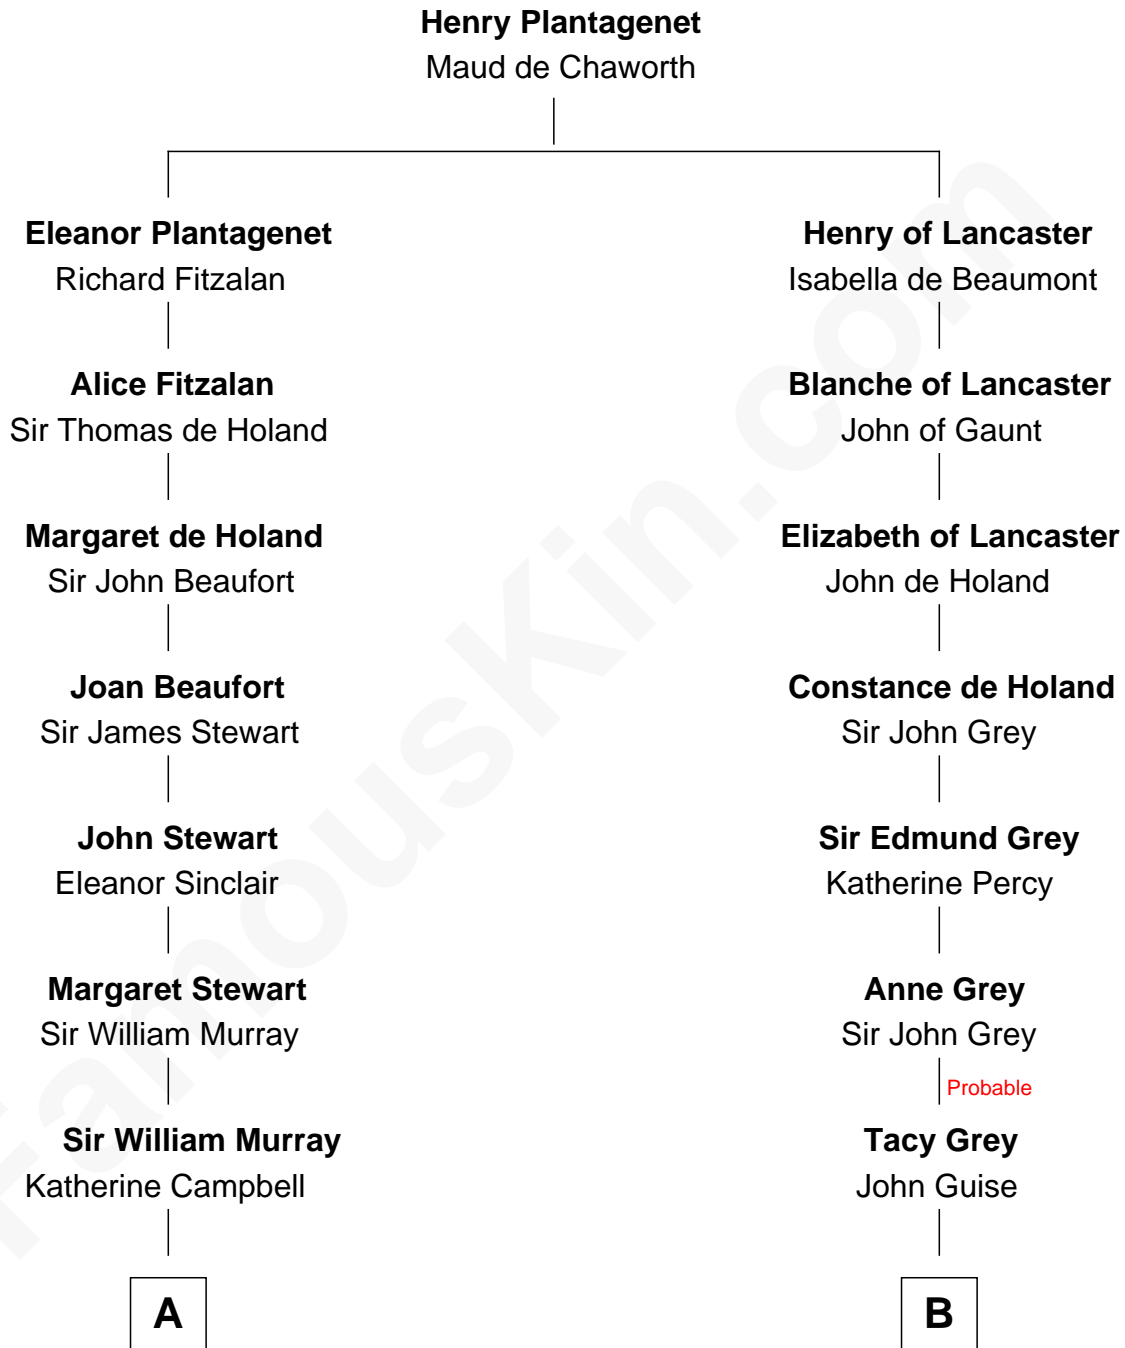 Henry Plantagenet
Maud de Chaworth
Eleanor Plantagenet
Richard Fitzalan
Henry of Lancaster
Isabella de Beaumont
Alice Fitzalan
Sir Thomas de Holand
Blanche of Lancaster
John of Gaunt
Margaret de Holand
Sir John Beaufort
Elizabeth of Lancaster
John de Holand
Joan Beaufort
Sir James Stewart
Constance de Holand
Sir John Grey
John Stewart
Eleanor Sinclair
Sir Edmund Grey
Katherine Percy
Margaret Stewart
Sir William Murray
Anne Grey
Sir John Grey
Probable
Sir William Murray
Katherine Campbell
Tacy Grey
John Guise
A
B
FamousKin.com